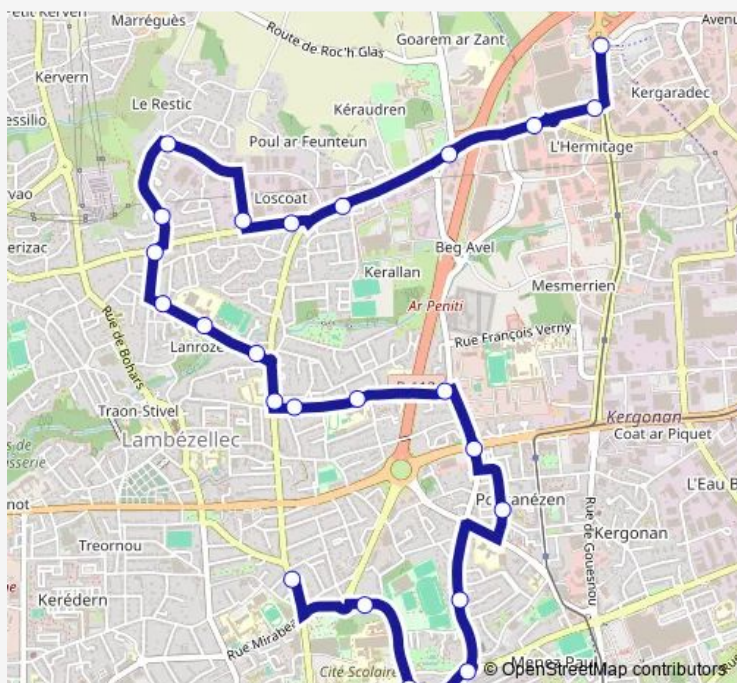 Marréguès
Route de Roc'h Glas
Goarem ar Zant
Avenu
Kervern
Kergaradec
Le Restic
Kéraudren
essilio
Poul ar Feunteun
L'Hermitage
vao
Loscoat
erizac
Beg Avel
Kerallan
Mesmerrien
Ar Peniti
Rue de Bohars
Rue François Verny
Lanroze
Traon-Stivel
Kergonan
Lambézellec
Coat ar Piquet
L'Eau B
not
Rue de Gouesnou
Treornou
Kergonan
Kerédern
Rue Mirabea
Cité Scolaire
© OpenStreetMap contributors